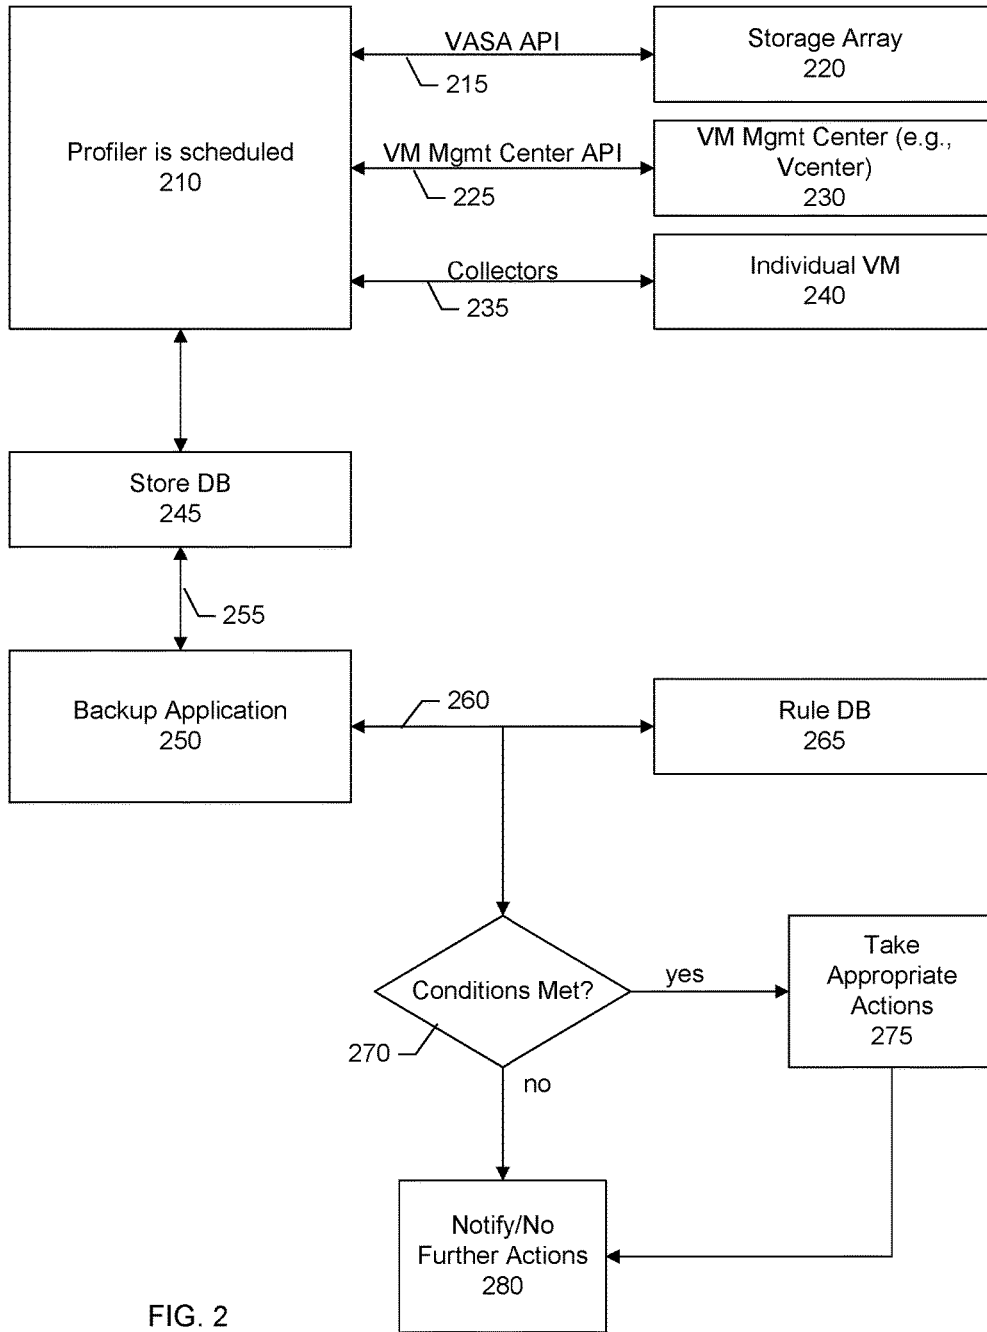 VASA API
215
Storage Array
220
Profiler is scheduled
210
VM Mgmt Center API
225
VM Mgmt Center (e.g.,
Vcenter)
230
Collectors
235
Individual VM
240
Store DB
245
255
Backup Application
250
260
Rule DB
265
Conditions Met?
270
yes
no
Take
Appropriate
Actions
275
Notify/No
Further Actions
280
FIG. 2